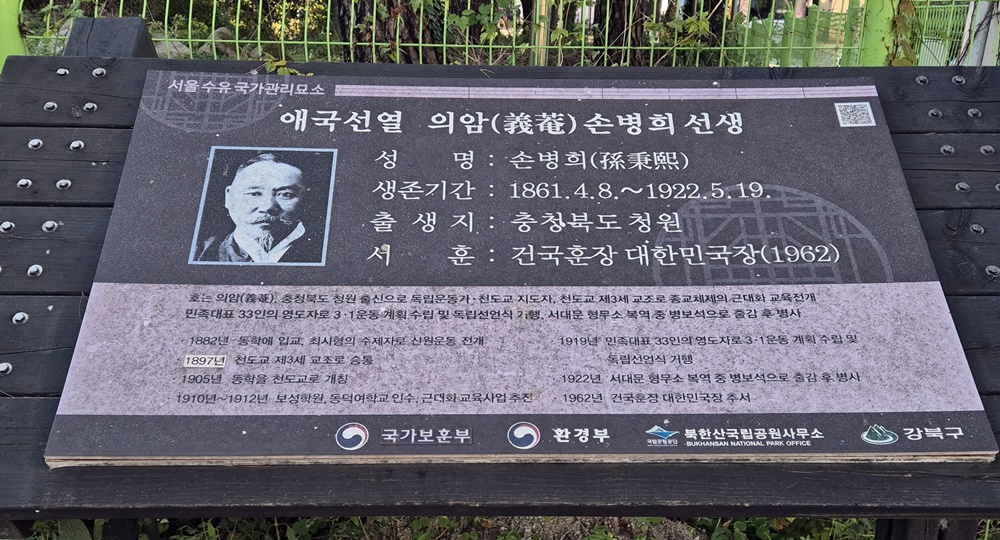 서울 수유 국가관리묘소
애국선열 의암(義菴)손병희 선생
성 명 : 손병희(孫秉熙)
생존기간 : 1861.4.8.~1922.5.19.
출 생 지 : 충청북도 청원
서 훈 : 건국훈장 대한민국장(1962)
호는 의암(義菴), 충청북도 청원 출신으로 독립운동가·천도교 지도자, 천도교 제3세 교조로 종교체제의 근대화 교육전개
민족대표 33인의 영도자로 3·1운동 계획 수립 및 독립선언식 거행, 서대문 형무소 복역 중 병보석으로 출감 후 병사
· 1882년 동학에 입교, 최시형의 수제자로 신원운동 전개
1897년 천도교 제3세 교조로 승통
· 1905년 동학을 천도교로 개칭
· 1910년~1912년 보성학원, 동덕여학교 인수, 근대화 교육사업 추진
· 1919년 민족대표 33인의 영도자로 3·1운동 계획 수립 및
독립선언식 거행
· 1922년 서대문 형무소 복역 중 병보석으로 출감 후 병사
· 1962년 건국훈장 대한민국장 추서
국가보훈부 환경부 국립공원공단 북한산국립공원사무소 강북구
BUKHANSAN NATIONAL PARK OFFICE